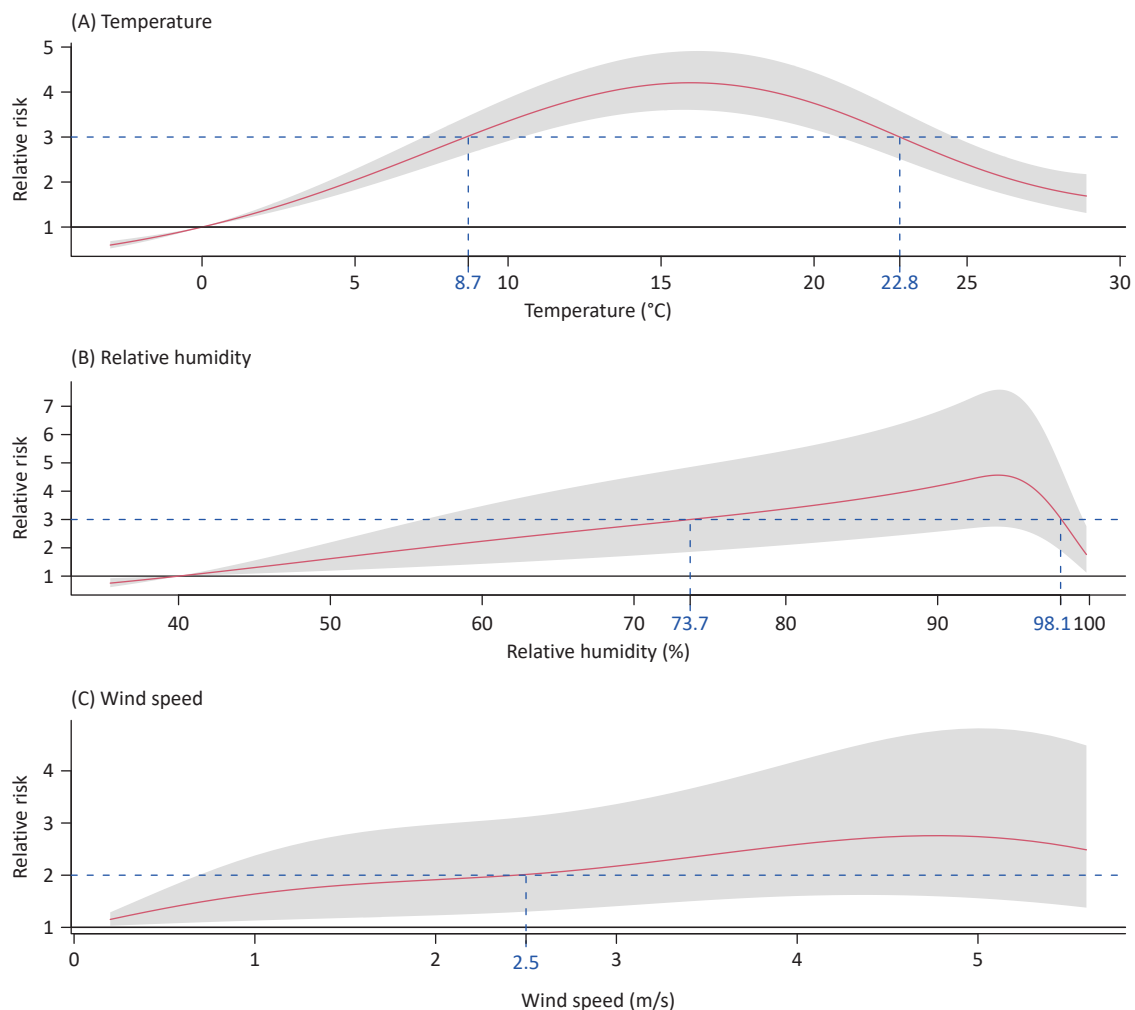 (A) Temperature
5
4
3
2
1
Relative risk
0 5 8.7 10 15 20 22.8 25 30
Temperature (°C)
(B) Relative humidity
7
6
5
4
3
2
1
Relative risk
40 50 60 70 73.7 80 90 98.1 100
Relative humidity (%)
(C) Wind speed
4
3
2
1
Relative risk
0 1 2 2.5 3 4 5
Wind speed (m/s)